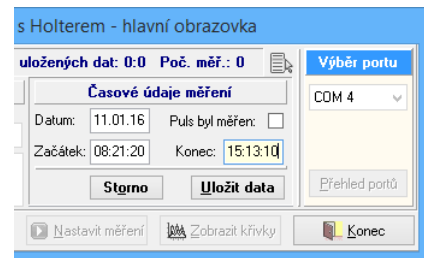 s Holterem - hlavní obrazovka
uložených dat: 0:0 Poč. měř.: 0
Výběr portu
Časové údaje měření
COM 4
Datum: 11.01.16 Puls byl měřen:
Začátek: 08:21:20 Konec: 15:13:10
Storno Uložit data
Přehled portů
Nastavit měření Zobrazit křivky Konec